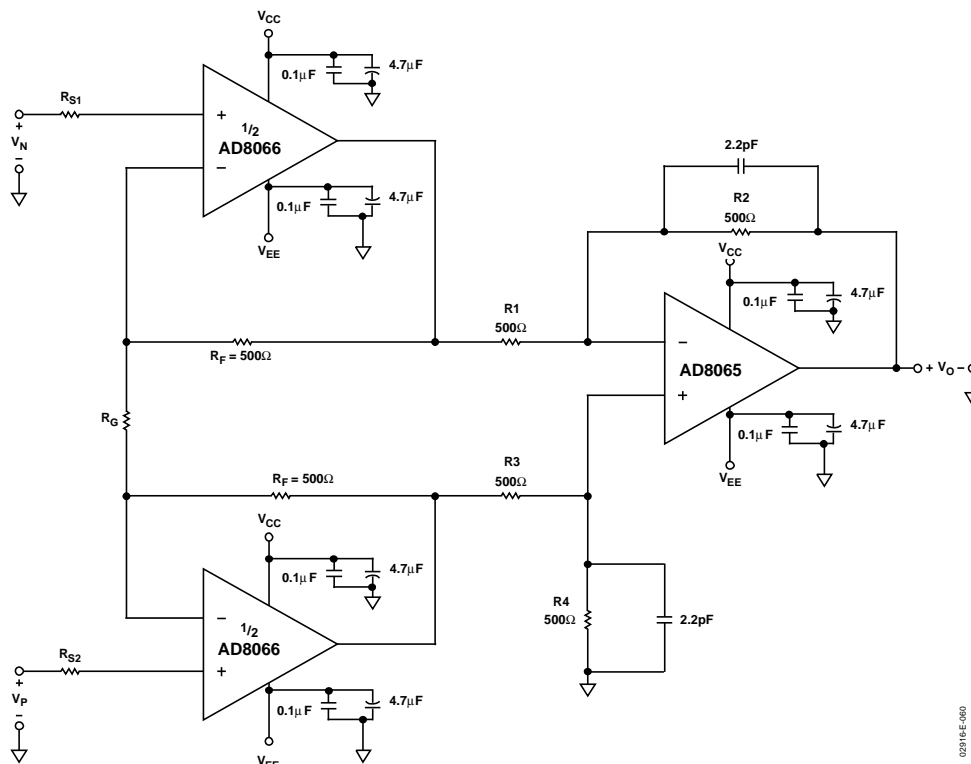 VCC
4.7μF
0.1μF
RS1
+
VN
−
+
1/2
AD8066
−
4.7μF
0.1μF
VEE
2.2pF
R2
500Ω
VCC
4.7μF
0.1μF
R1
500Ω
RF = 500Ω
−
AD8065
+
+ VO −
RG
4.7μF
0.1μF
VEE
R3
500Ω
RF = 500Ω
VCC
4.7μF
0.1μF
R4
500Ω
2.2pF
−
1/2
AD8066
+
RS2
+
VP
−
4.7μF
0.1μF
VEE
02916-E-060